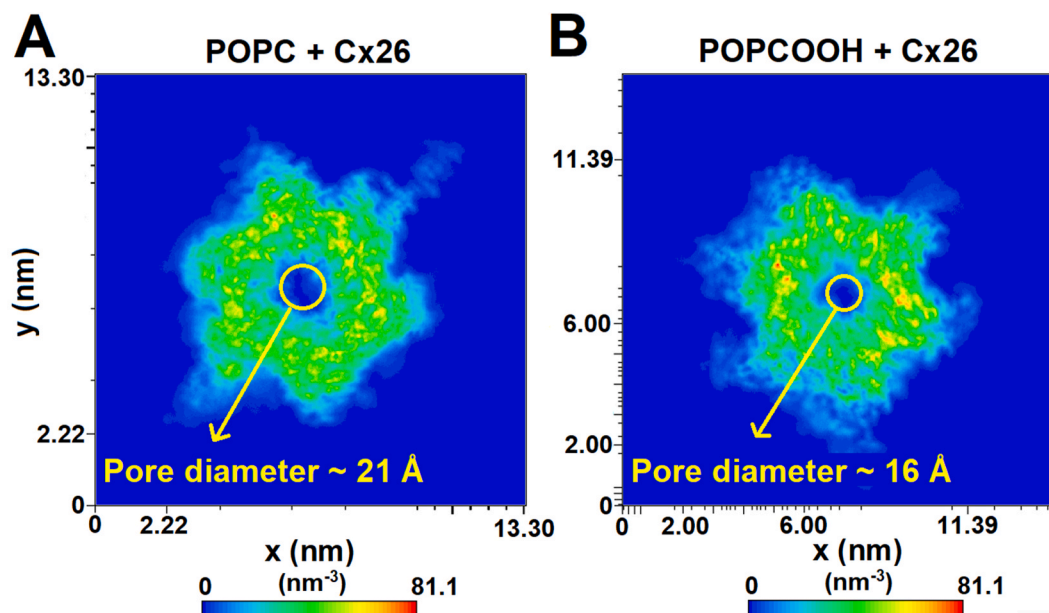 A
POPC + Cx26
13.30
y (nm)
2.22
0
Pore diameter ~ 21 Å
0
2.22
13.30
x (nm)
0
(nm-3)
81.1
B
POPCOOH + Cx26
11.39
6.00
2.00
0
Pore diameter ~ 16 Å
0
2.00
6.00
11.39
x (nm)
0
(nm-3)
81.1